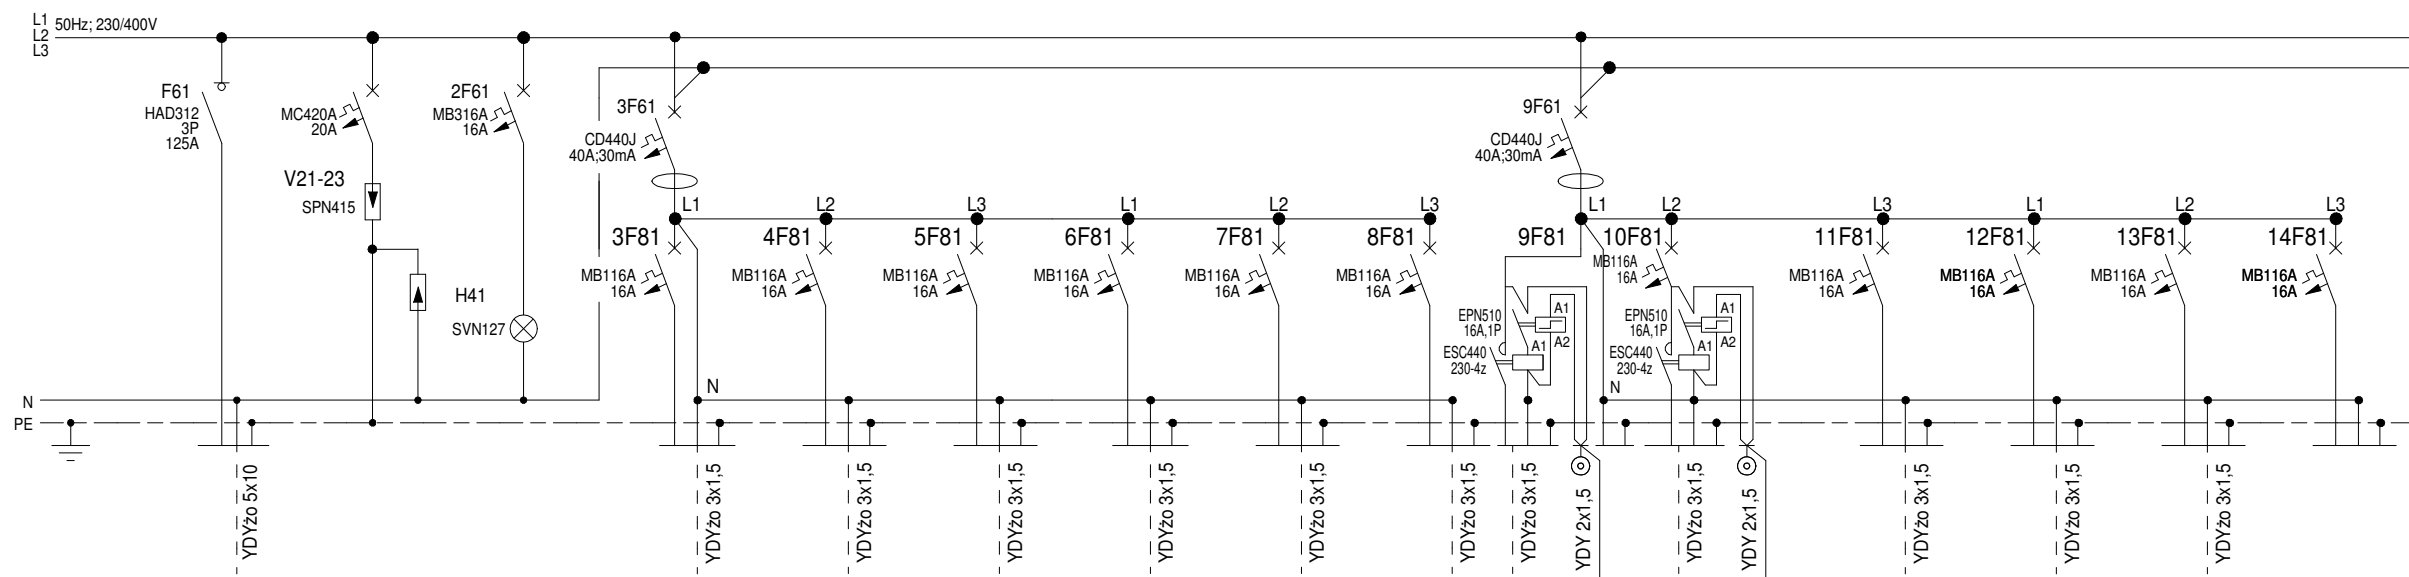 L1
L2
L3
50Hz; 230/400V
F61
HAD312
3P
125A
MC420A
20A
V21-23
SPN415
H41
SVN127
2F61
MB316A
16A
3F61
CD440J
40A;30mA
9F61
CD440J
40A;30mA
L1
L2
L3
L1
L2
L3
L1
L2
L3
L1
L2
L3
3F81
MB116A
16A
4F81
MB116A
16A
5F81
MB116A
16A
6F81
MB116A
16A
7F81
MB116A
16A
8F81
MB116A
16A
9F81
10F81
MB116A
16A
11F81
MB116A
16A
12F81
MB116A
16A
13F81
MB116A
16A
14F81
MB116A
16A
EPN510
16A,1P
A1
A2
ESC440
230-4z
A1
EPN510
16A,1P
A1
A2
ESC440
230-4z
A1
N
N
N
PE
YDYżo 5x10
YDYżo 3x1,5
YDYżo 3x1,5
YDYżo 3x1,5
YDYżo 3x1,5
YDYżo 3x1,5
YDYżo 3x1,5
YDYżo 3x1,5
YDY 2x1,5
YDYżo 3x1,5
YDY 2x1,5
YDYżo 3x1,5
YDYżo 3x1,5
YDYżo 3x1,5